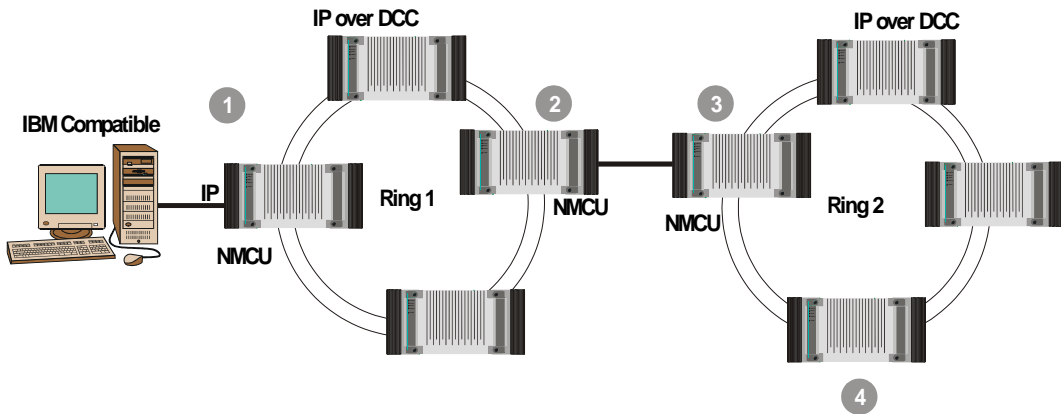 IP over DCC
IP over DCC
1
2
3
IBM Compatible
IP
Ring 1
NMCU
Ring 2
NMCU
NMCU
4